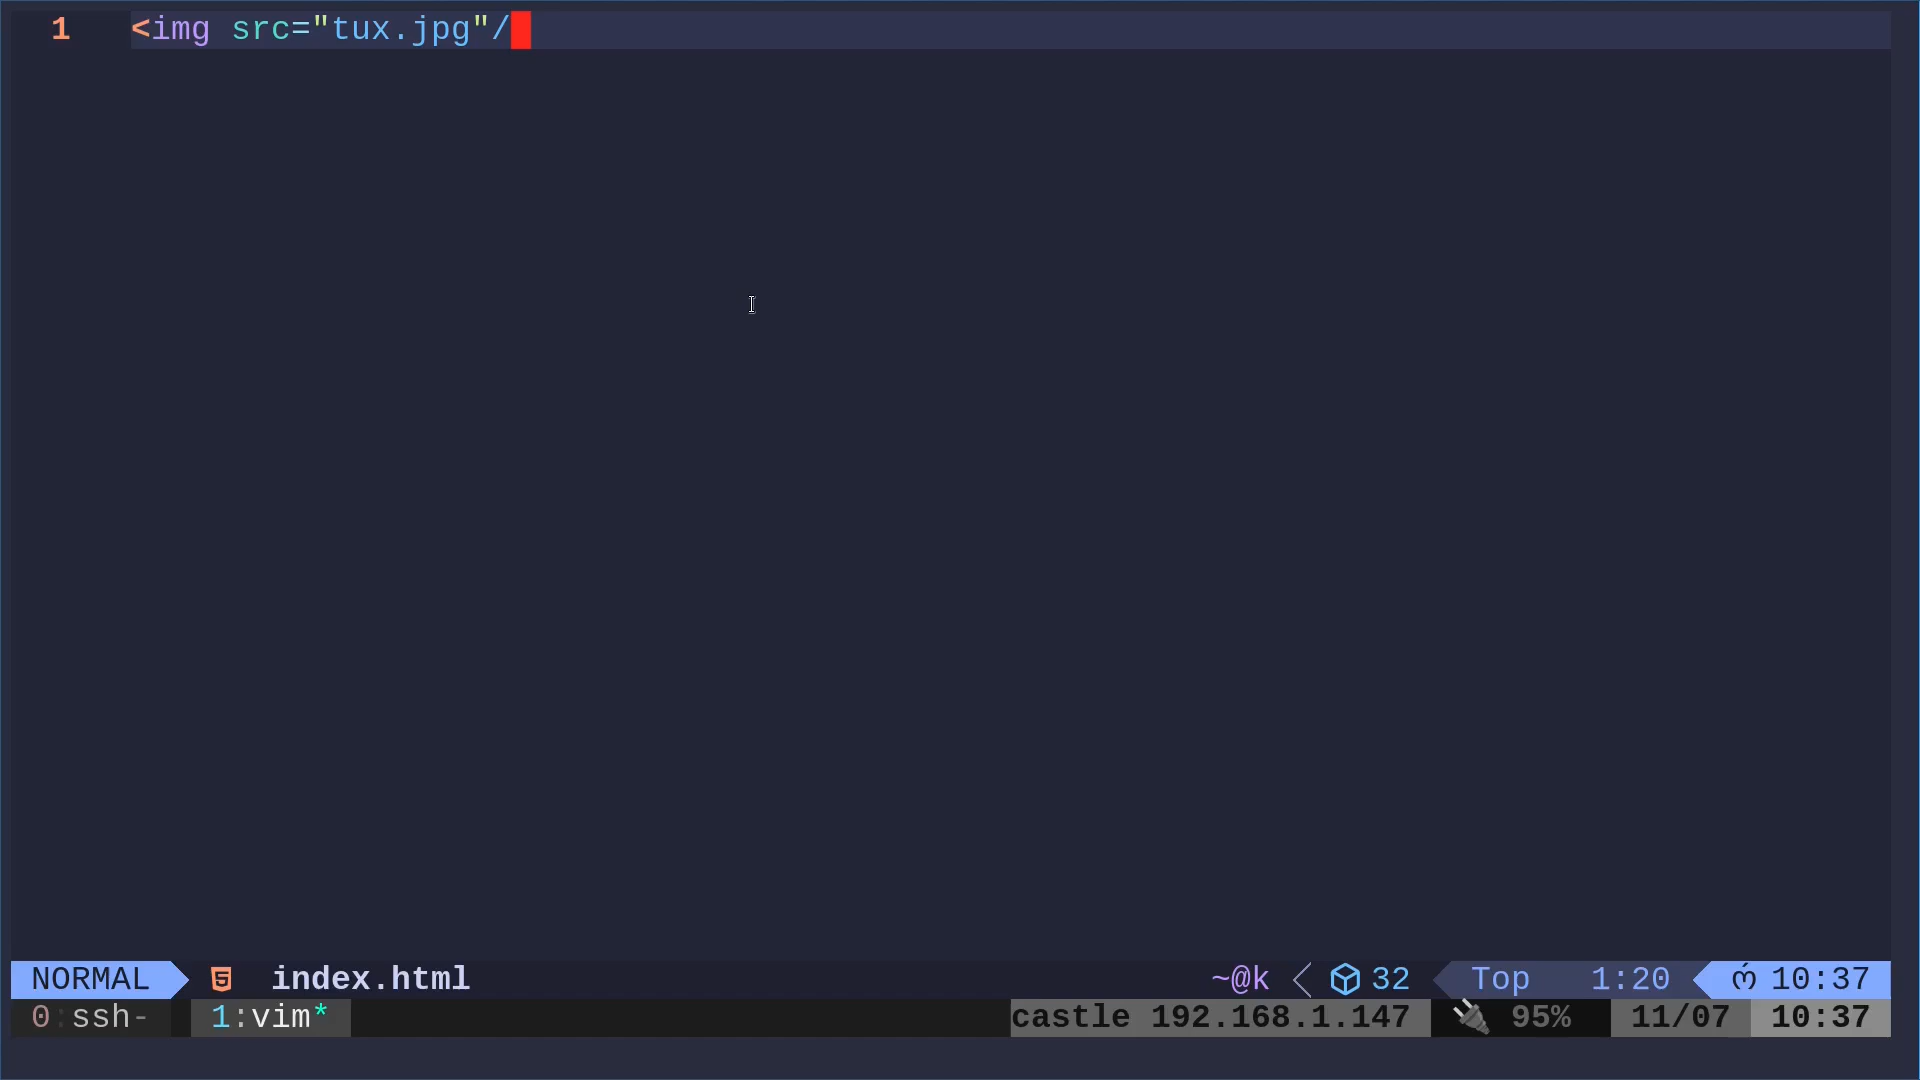 1 <img src="tux.jpg"/
NORMAL index.html ~@k 32 Top 1:20 10:37
0:ssh- 1:vim* castle 192.168.1.147 95% 11/07 10:37